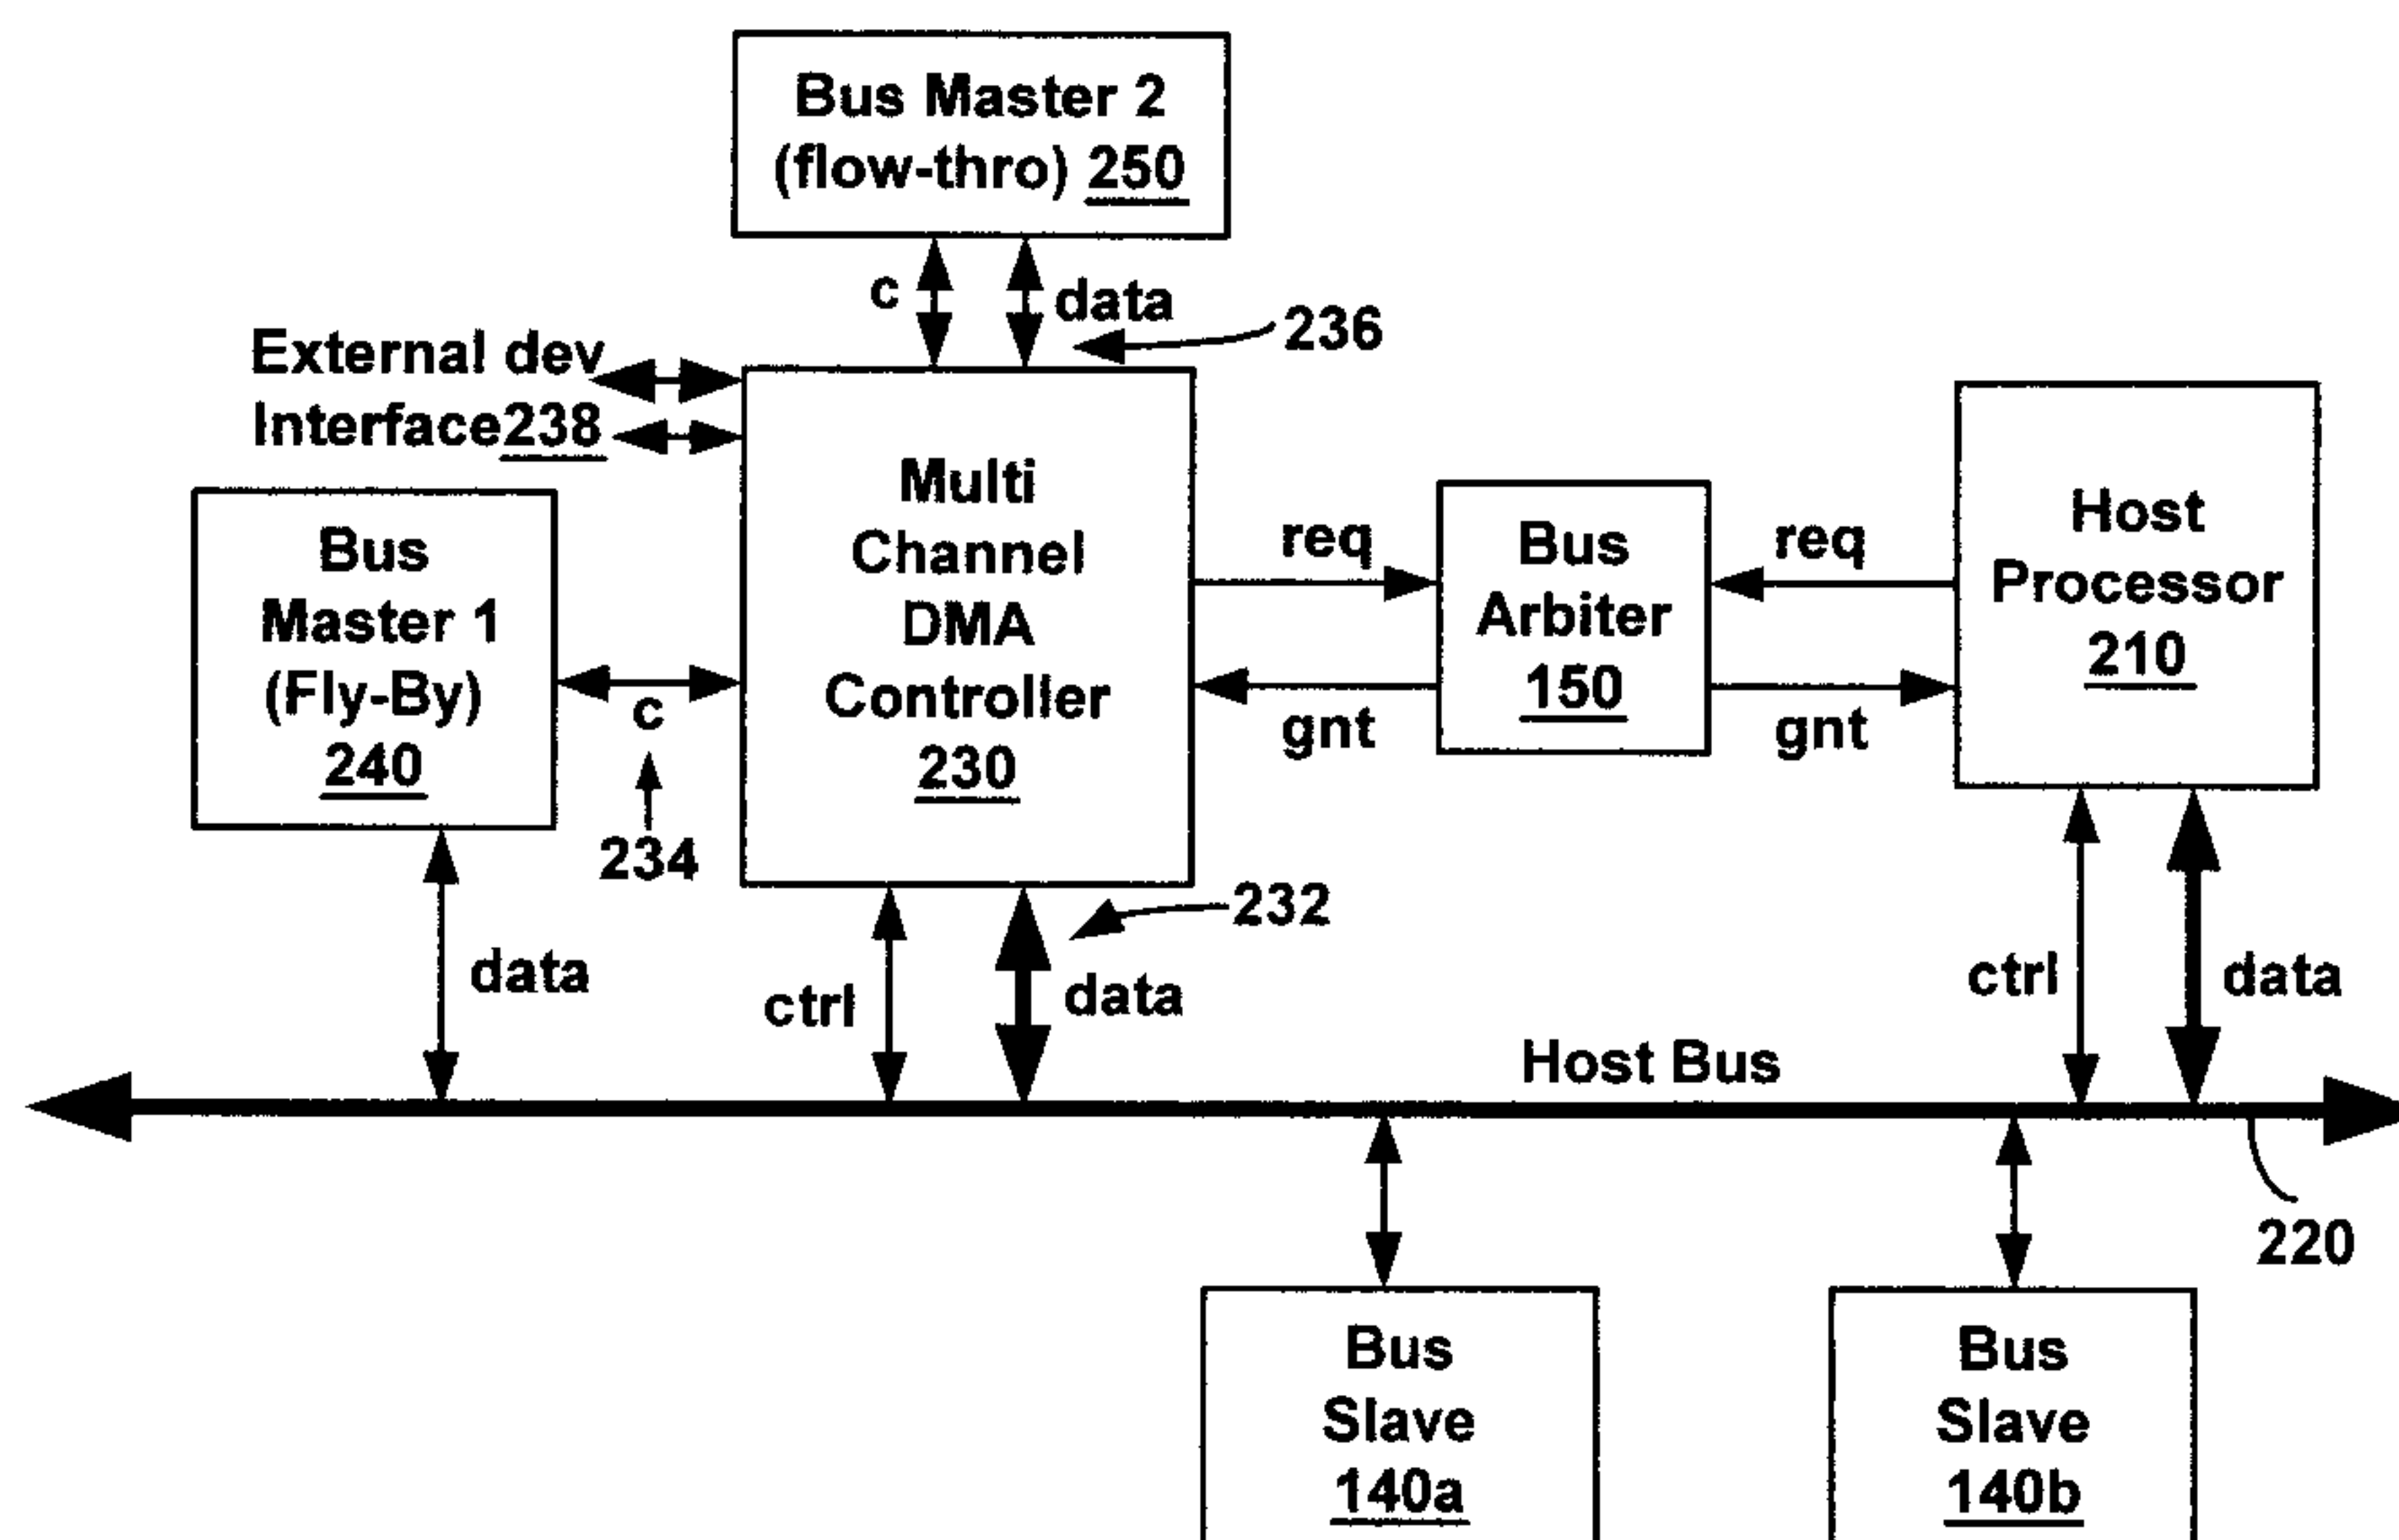 Bus Master 2
(flow-thro) 250
c
data
236
External dev
Interface238
Multi
Channel
DMA
Controller
230
Bus
Master 1
(Fly-By)
240
c
234
req
gnt
Bus
Arbiter
150
req
gnt
Host
Processor
210
data
ctrl
data
232
ctrl
data
Host Bus
220
Bus
Slave
140a
Bus
Slave
140b